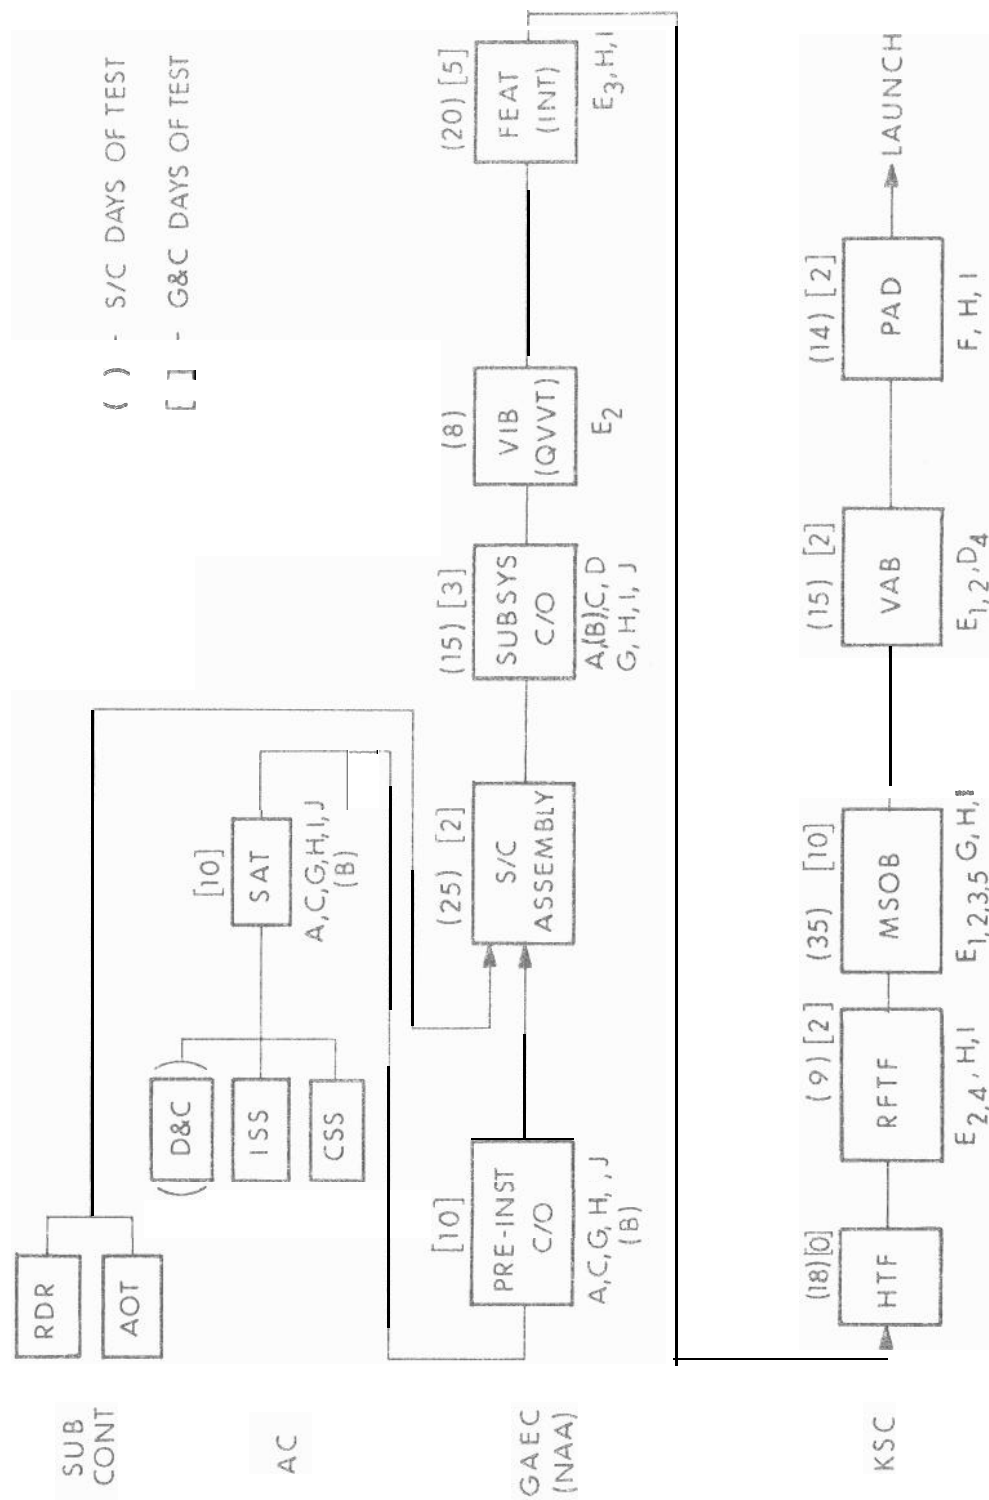 ( ) - S/C DAYS OF TEST
[ ] - G&C DAYS OF TEST
SUB
CONT
RDR
AOT
AC
D&C
ISS
CSS
[10]
SAT
A,C,G,H,I,J
(B)
GAEC
(NAA)
[10]
PRE-INST
C/O
A,C,G,H, ,J
(B)
(25) [2]
S/C
ASSEMBLY
(15) [3]
SUBSYS
C/O
A,(B),C,D
G,H,I,J
(8)
VIB
(QVVT)
E2
(20) [5]
FEAT
(INT)
E3,H,I
KSC
(18) [0]
HTF
(9) [2]
RFTF
E2,4,H,I
(35) [10]
MSOB
E1,2,3,5 G,H,I
(15) [2]
VAB
E1,2,D4
(14) [2]
PAD
F,H,I
LAUNCH